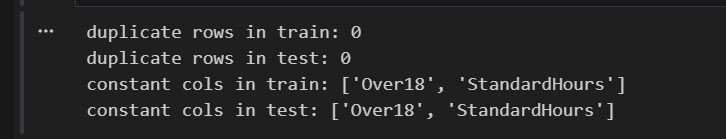 ... duplicate rows in train: 0
duplicate rows in test: 0
constant cols in train: ['Over18', 'StandardHours']
constant cols in test: ['Over18', 'StandardHours']